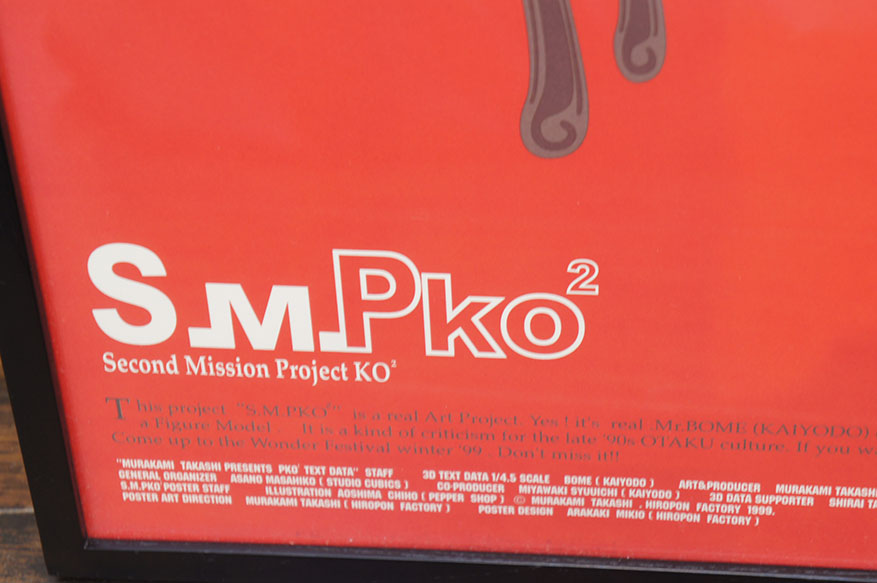 S.M.PKO²
Second Mission Project KO²
This project "S.M.PKO²" is a real Art Project. Yes ! it's real .Mr.BOME (KAIYODO)
a Figure Model . It is a kind of criticism for the late '90s OTAKU culture. If you
Come up to the Wonder Festival winter '99 . Don't miss it!!
"MURAKAMI TAKASHI PRESENTS PKO² TEXT DATA" STAFF 3D TEXT DATA 1/4.5 SCALE BOME ( KAIYODO ) ART&PRODUCER MURAKAMI TAKASHI
GENERAL ORGANIZER ASANO MASAHIKO ( STUDIO CUBICS ) CO-PRODUCER MIYAWAKI SYUUICHI ( KAIYODO ) 3D DATA SUPPORTER SHIRAI
S.M.PKO² POSTER STAFF ILLUSTRATION AOSHIMA CHIHO ( PEPPER SHOP ) © MURAKAMI TAKASHI . HIROPON FACTORY 1999.
POSTER ART DIRECTION MURAKAMI TAKASHI ( HIROPON FACTORY ) POSTER DESIGN ARAKAKI MIKIO ( HIROPON FACTORY )